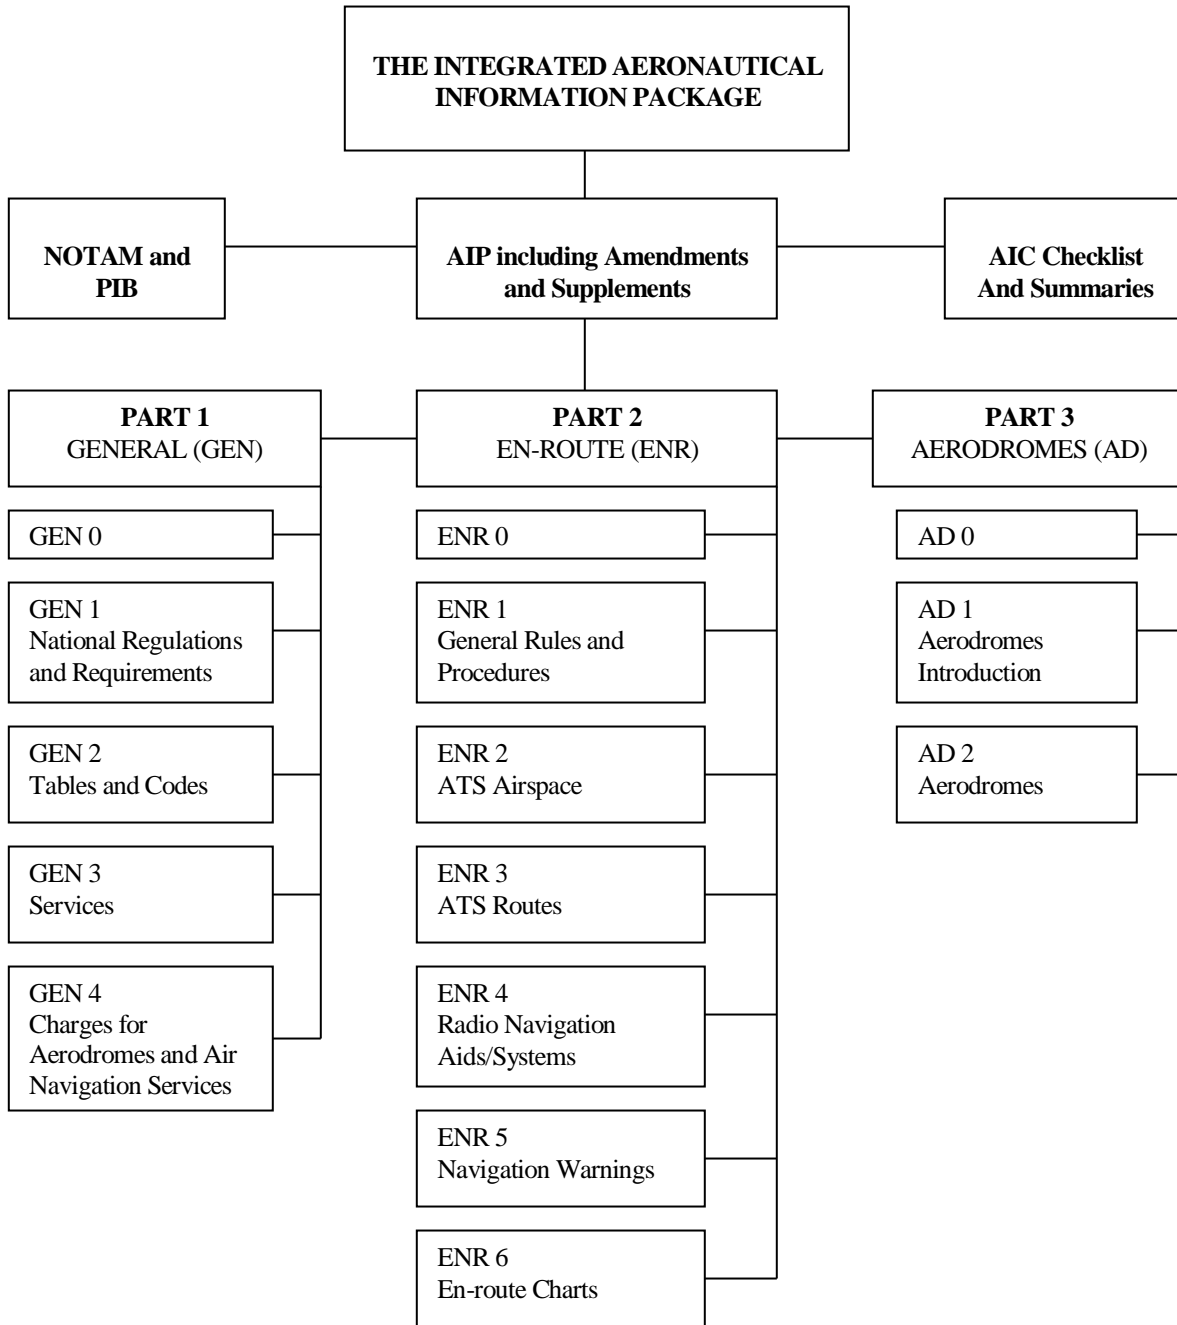 THE INTEGRATED AERONAUTICAL
INFORMATION PACKAGE
NOTAM and
PIB
AIP including Amendments
and Supplements
AIC Checklist
And Summaries
PART 1
GENERAL (GEN)
PART 2
EN-ROUTE (ENR)
PART 3
AERODROMES (AD)
GEN 0
GEN 1
National Regulations
and Requirements
GEN 2
Tables and Codes
GEN 3
Services
GEN 4
Charges for
Aerodromes and Air
Navigation Services
ENR 0
ENR 1
General Rules and
Procedures
ENR 2
ATS Airspace
ENR 3
ATS Routes
ENR 4
Radio Navigation
Aids/Systems
ENR 5
Navigation Warnings
ENR 6
En-route Charts
AD 0
AD 1
Aerodromes
Introduction
AD 2
Aerodromes